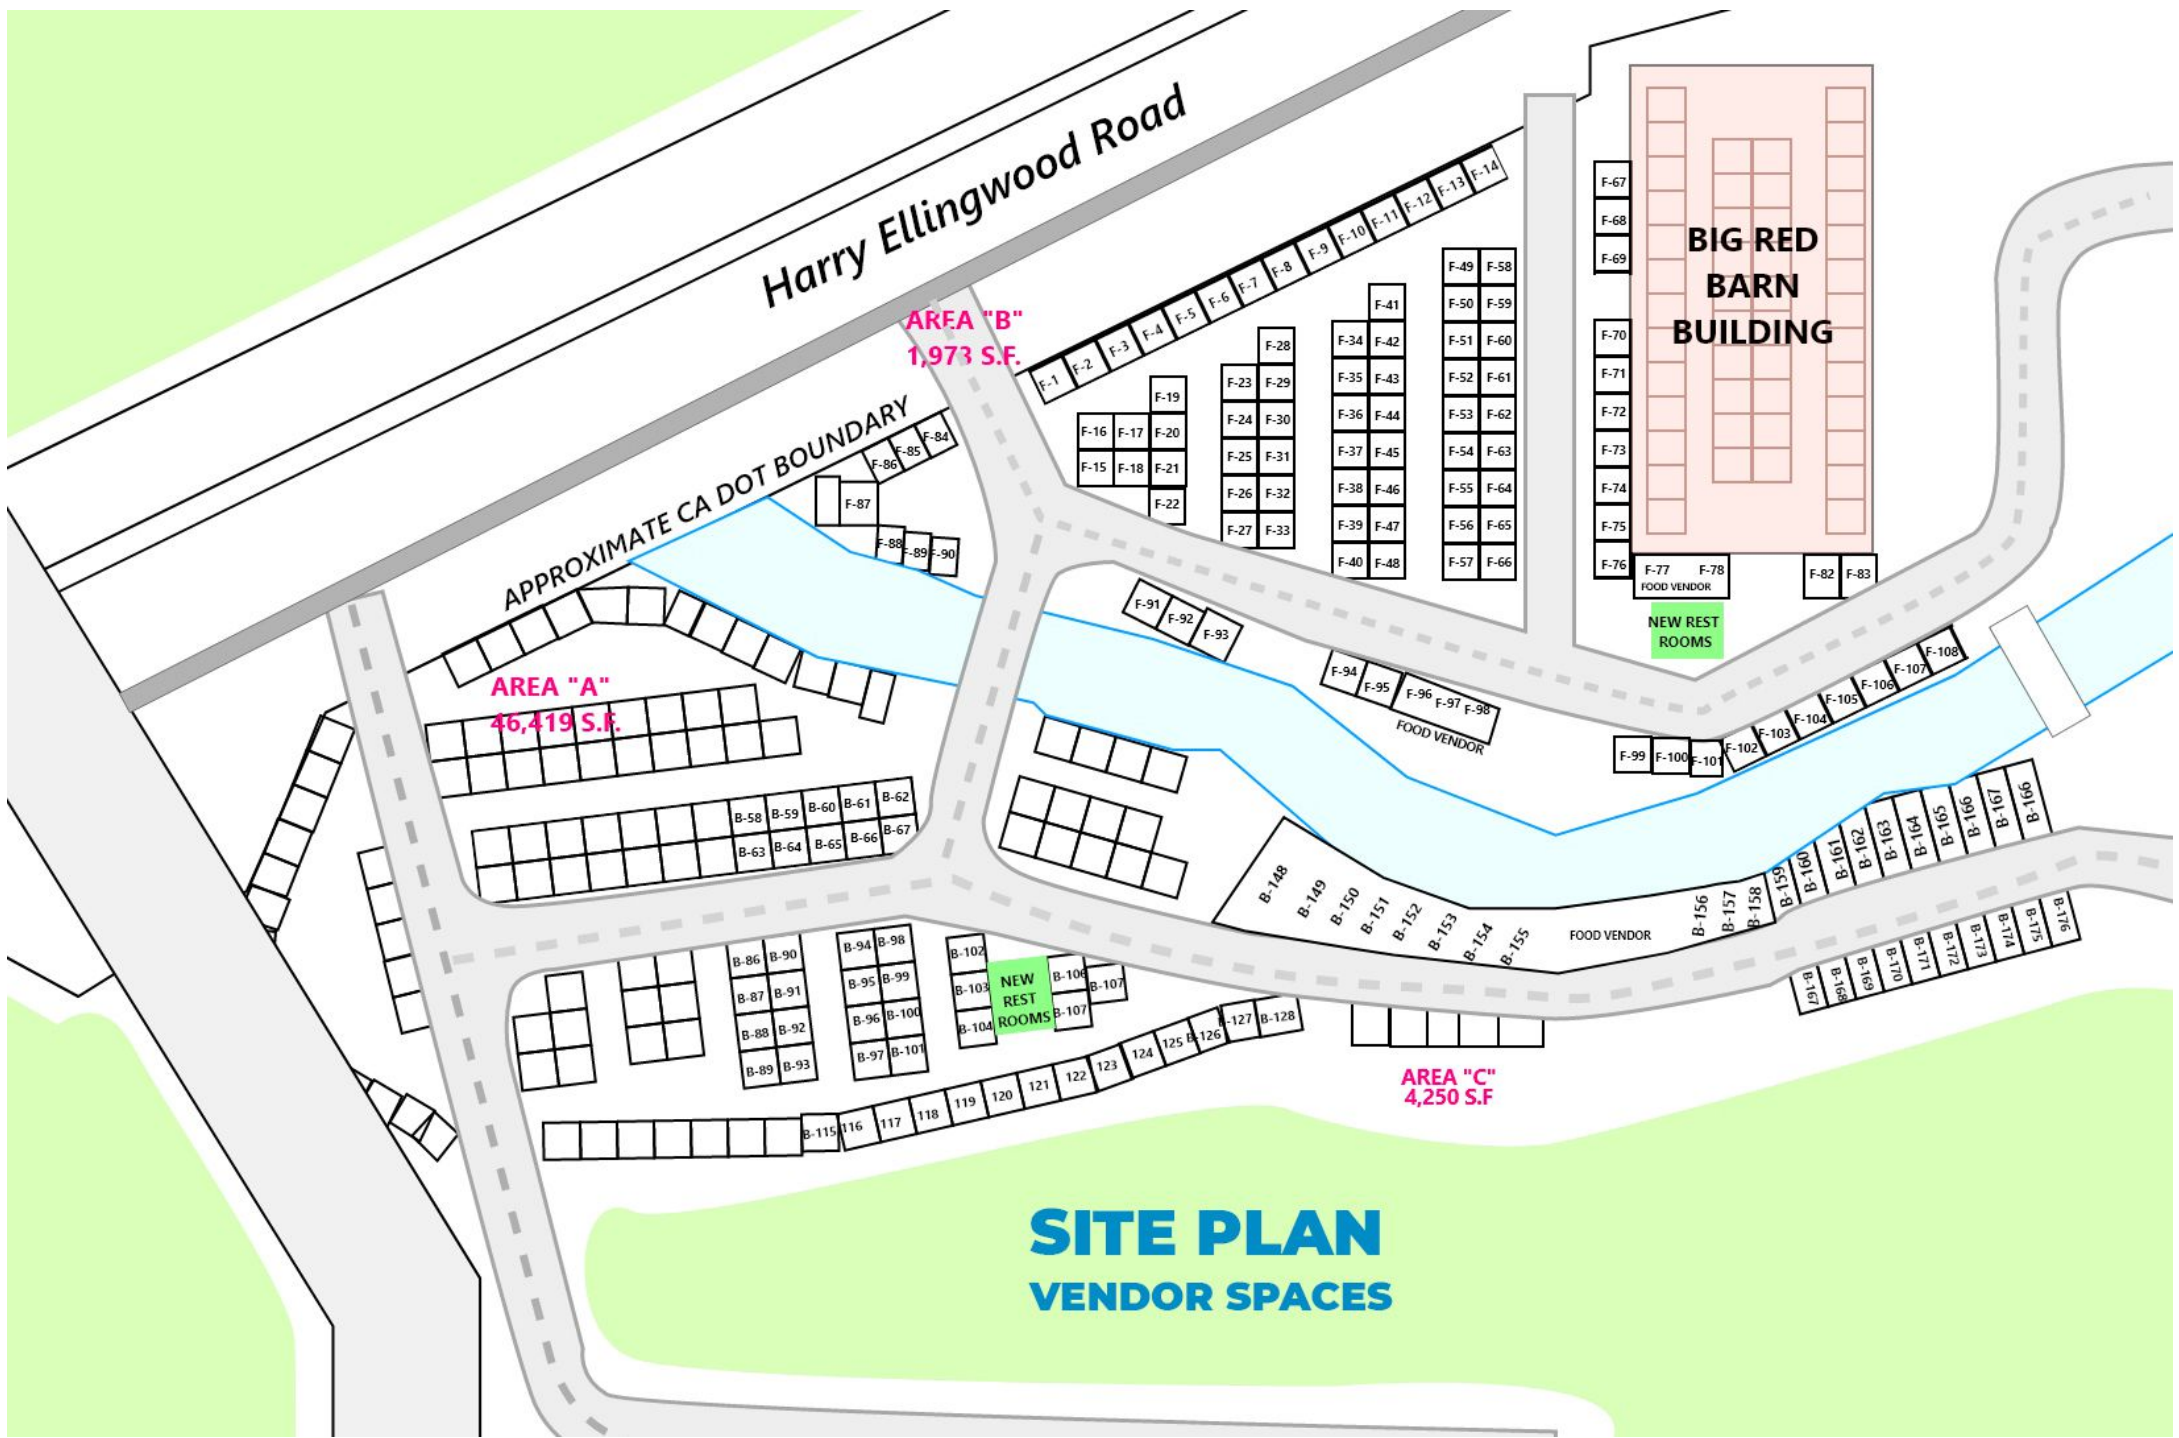 Harry Ellingwood Road
AREA "B"
1,973 S.F.
APPROXIMATE CA DOT BOUNDARY
AREA "A"
46,419 S.F.
F-1
F-2
F-3
F-4
F-5
F-6
F-7
F-8
F-9
F-10
F-11
F-12
F-13
F-14
F-16 F-17
F-15 F-18
F-19
F-20
F-21
F-22
F-23
F-24
F-25
F-26
F-27
F-28
F-29
F-30
F-31
F-32
F-33
F-34
F-35
F-36
F-37
F-38
F-39
F-40
F-41
F-42
F-43
F-44
F-45
F-46
F-47
F-48
F-49 F-58
F-50 F-59
F-51 F-60
F-52 F-61
F-53 F-62
F-54 F-63
F-55 F-64
F-56 F-65
F-57 F-66
F-67
F-68
F-69
F-70
F-71
F-72
F-73
F-74
F-75
F-76
BIG RED
BARN
BUILDING
F-77 F-78
FOOD VENDOR
F-82 F-83
NEW REST
ROOMS
F-84
F-85
F-86
F-87
F-88
F-89
F-90
F-91
F-92
F-93
F-94
F-95
F-96
F-97
F-98
FOOD VENDOR
F-99
F-100
F-101
F-102
F-103
F-104
F-105
F-106
F-107
F-108
B-58
B-59
B-60
B-61
B-62
B-63
B-64
B-65
B-66
B-67
B-86 B-90
B-87 B-91
B-88 B-92
B-89 B-93
B-94 B-98
B-95 B-99
B-96 B-100
B-97 B-101
B-102
B-103
B-104
NEW
REST
ROOMS
B-106
B-107
B-107
B-115
116
117
118
119
120
121
122
123
124
125
B-126
B-127
B-128
B-148
B-149
B-150
B-151
B-152
B-153
B-154
B-155
FOOD VENDOR
B-156
B-157
B-158
B-159
B-160
B-161
B-162
B-163
B-164
B-165
B-166
B-167
B-166
B-167
B-168
B-169
B-170
B-171
B-172
B-173
B-174
B-175
B-176
AREA "C"
4,250 S.F
SITE PLAN
VENDOR SPACES